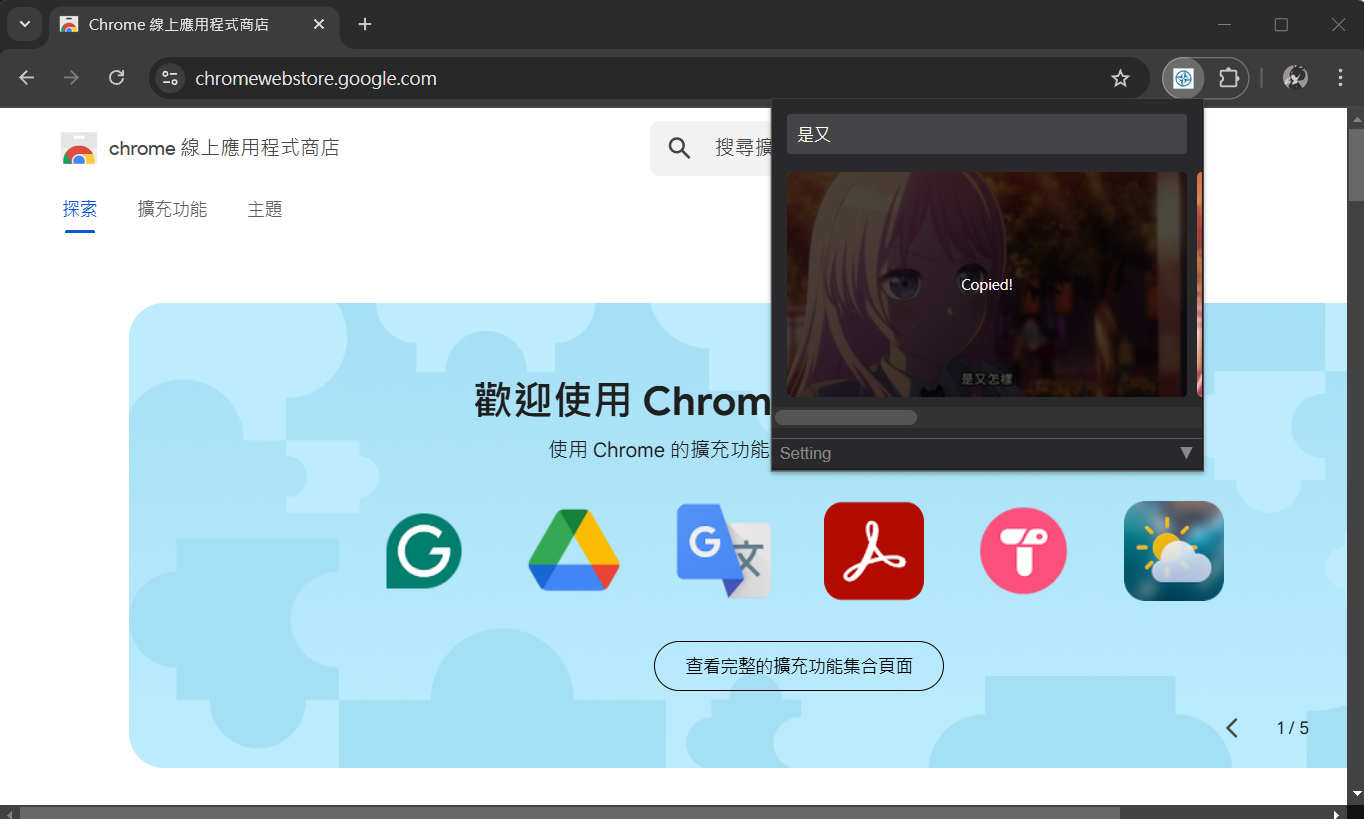 Chrome 線上應用程式商店
chromewebstore.google.com
chrome 線上應用程式商店
搜尋擴
探索
擴充功能
主題
是又
Copied!
是又怎樣
Setting
歡迎使用 Chrom
使用 Chrome 的擴充功能
G
G 文
查看完整的擴充功能集合頁面
1 / 5